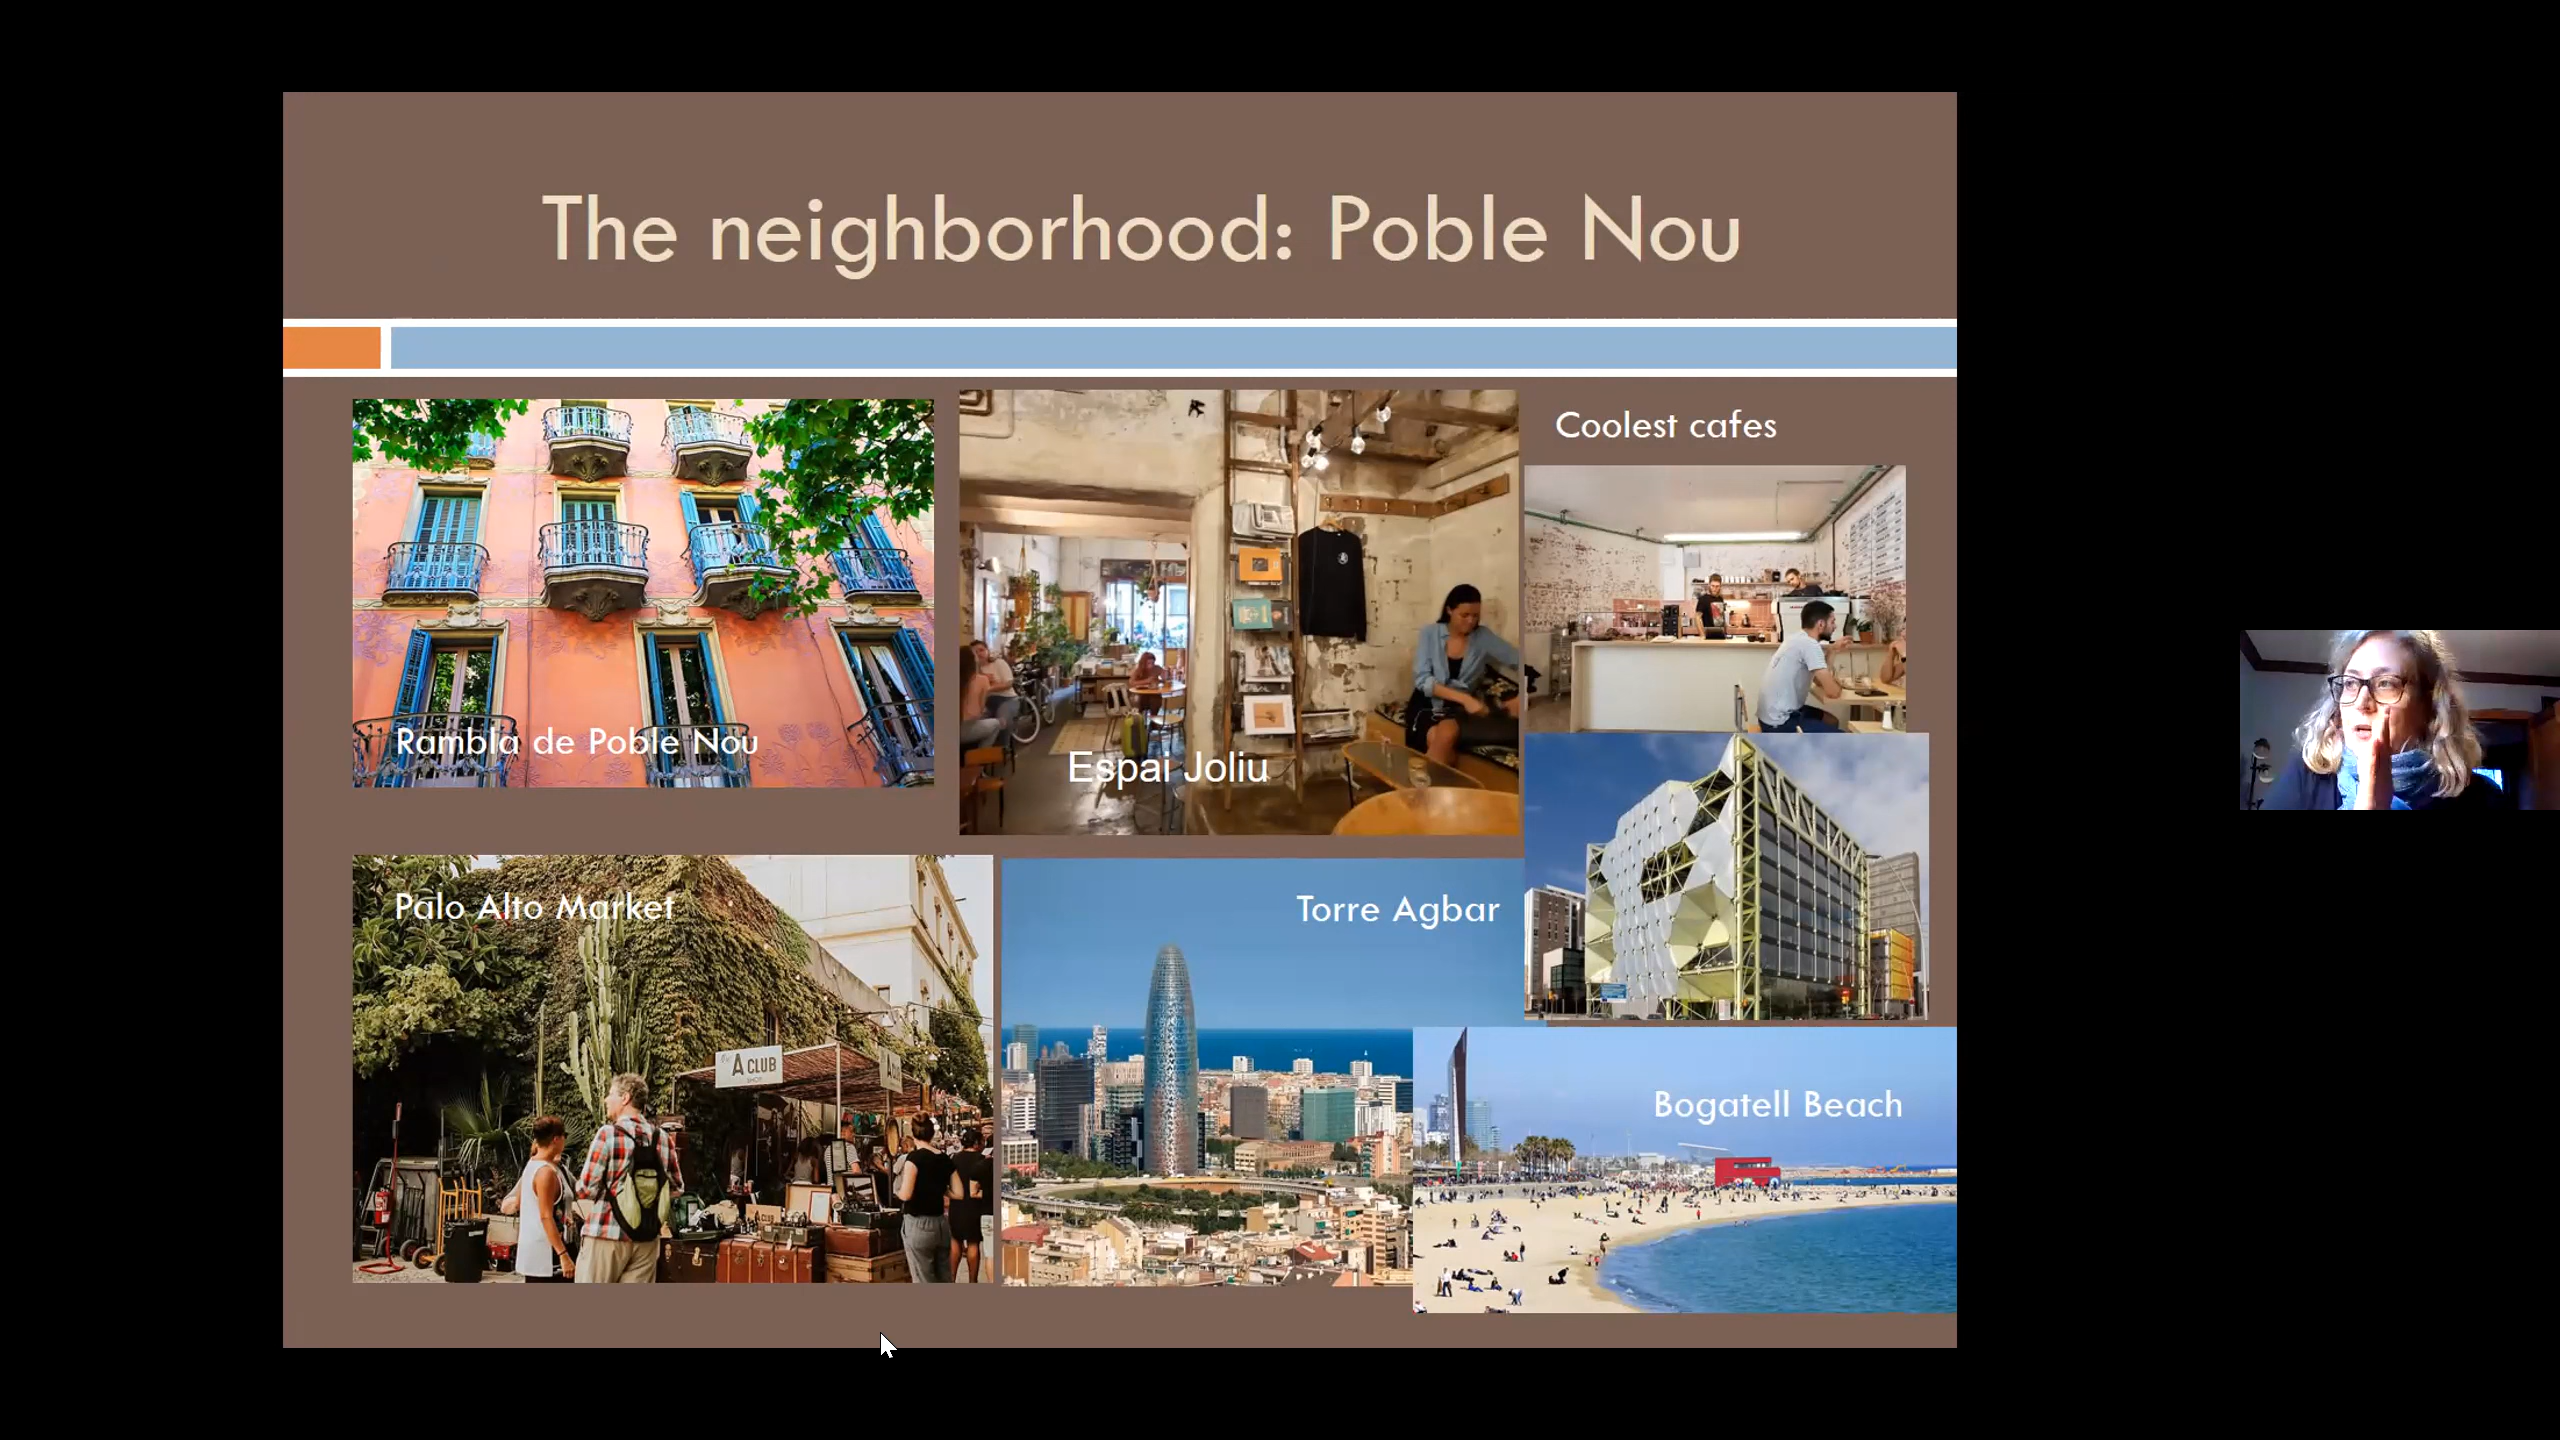 The neighborhood: Poble Nou
Coolest cafes
Rambla de Poble Nou
Espai Joliu
Palo Alto Market
Torre Agbar
A CLUB
Bogatell Beach